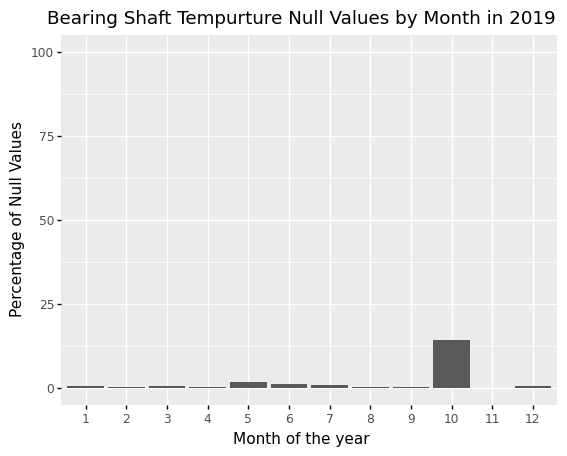 Bearing Shaft Tempurture Null Values by Month in 2019
100
75
50
25
0
Percentage of Null Values
1 2 3 4 5 6 7 8 9 10 11 12
Month of the year